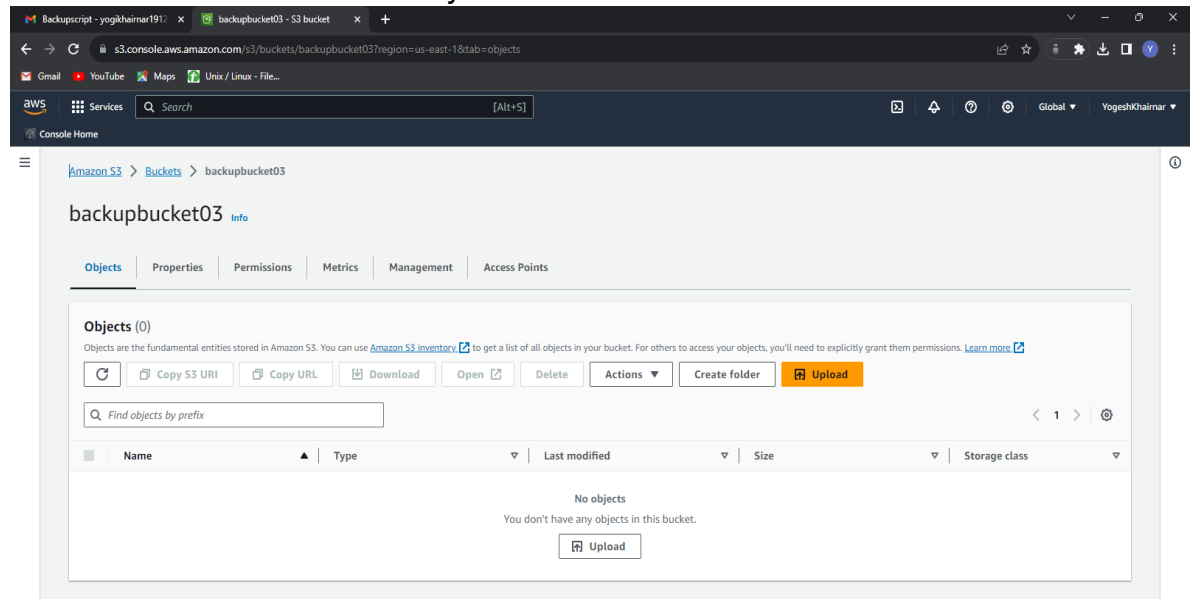 Backupscript - yogikhairnar1912
backupbucket03 - S3 bucket
s3.console.aws.amazon.com/s3/buckets/backupbucket03?region=us-east-1&tab=objects
Gmail YouTube Maps Unix / Linux - File...
aws Services Search [Alt+S] Global YogeshKhairnar
Console Home
Amazon S3 > Buckets > backupbucket03
backupbucket03 Info
Objects Properties Permissions Metrics Management Access Points
Objects (0)
Objects are the fundamental entities stored in Amazon S3. You can use Amazon S3 inventory to get a list of all objects in your bucket. For others to access your objects, you'll need to explicitly grant them permissions. Learn more
Copy S3 URI Copy URL Download Open Delete Actions Create folder Upload
Find objects by prefix < 1 >
Name Type Last modified Size Storage class
No objects
You don't have any objects in this bucket.
Upload